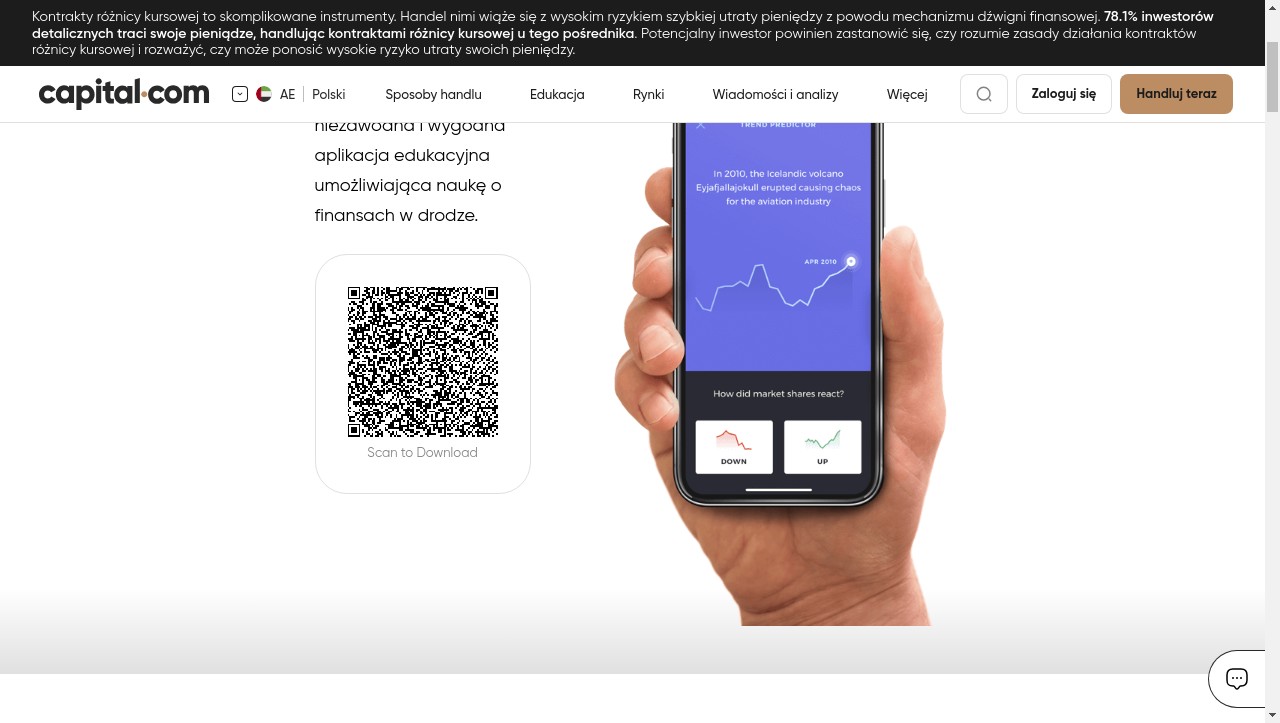 Kontrakty różnicy kursowej to skomplikowane instrumenty. Handel nimi wiąże się z wysokim ryzykiem szybkiej utraty pieniędzy z powodu mechanizmu dźwigni finansowej. 78.1% inwestorów
detalicznych traci swoje pieniądze, handlując kontraktami różnicy kursowej u tego pośrednika. Potencjalny inwestor powinien zastanowić się, czy rozumie zasady działania kontraktów
różnicy kursowej i rozważyć, czy może ponosić wysokie ryzyko utraty swoich pieniędzy.
capital.com
AE Polski Sposoby handlu Edukacja Rynki Wiadomości i analizy Więcej Zaloguj się Handluj teraz
niezawodna i wygodna
aplikacja edukacyjna
umożliwiająca naukę o
finansach w drodze.
Scan to Download
TREND PREDICTOR
In 2010, the Icelandic volcano
Eyjafjallajokull erupted causing chaos
for the aviation industry
APR 2010
How did market shares react?
DOWN UP